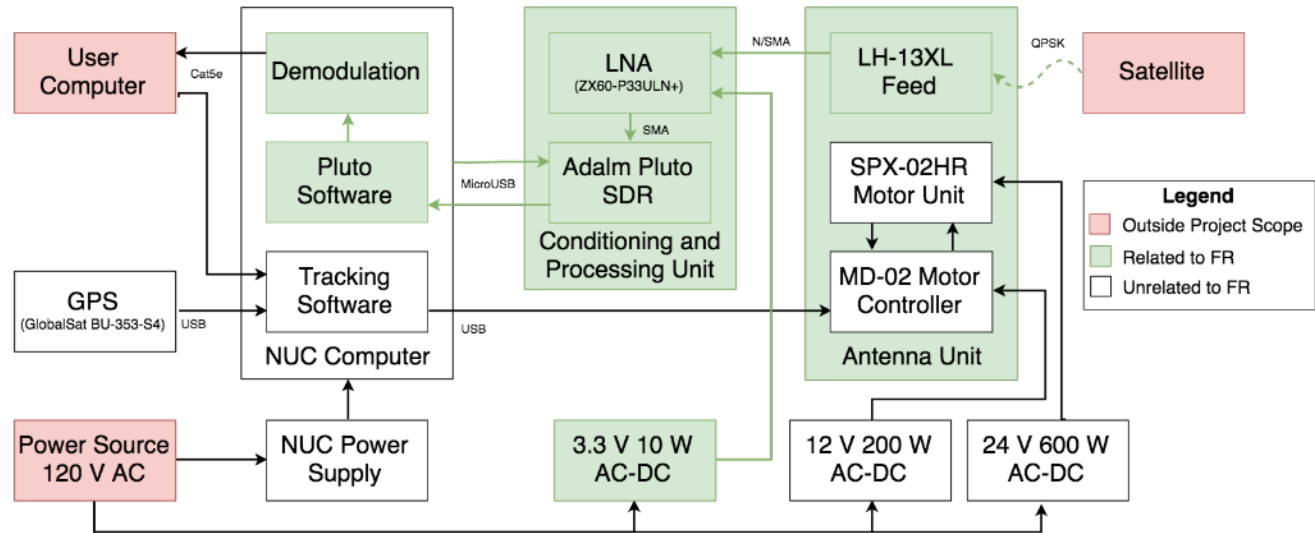 User
Computer
Cat5e
Demodulation
Pluto
Software
MicroUSB
LNA
(ZX60-P33ULN+)
SMA
Adalm Pluto
SDR
Conditioning and
Processing Unit
N/SMA
LH-13XL
Feed
QPSK
Satellite
SPX-02HR
Motor Unit
MD-02 Motor
Controller
Antenna Unit
Legend
Outside Project Scope
Related to FR
Unrelated to FR
GPS
(GlobalSat BU-353-S4)
USB
Tracking
Software
USB
NUC Computer
Power Source
120 V AC
NUC Power
Supply
3.3 V 10 W
AC-DC
12 V 200 W
AC-DC
24 V 600 W
AC-DC